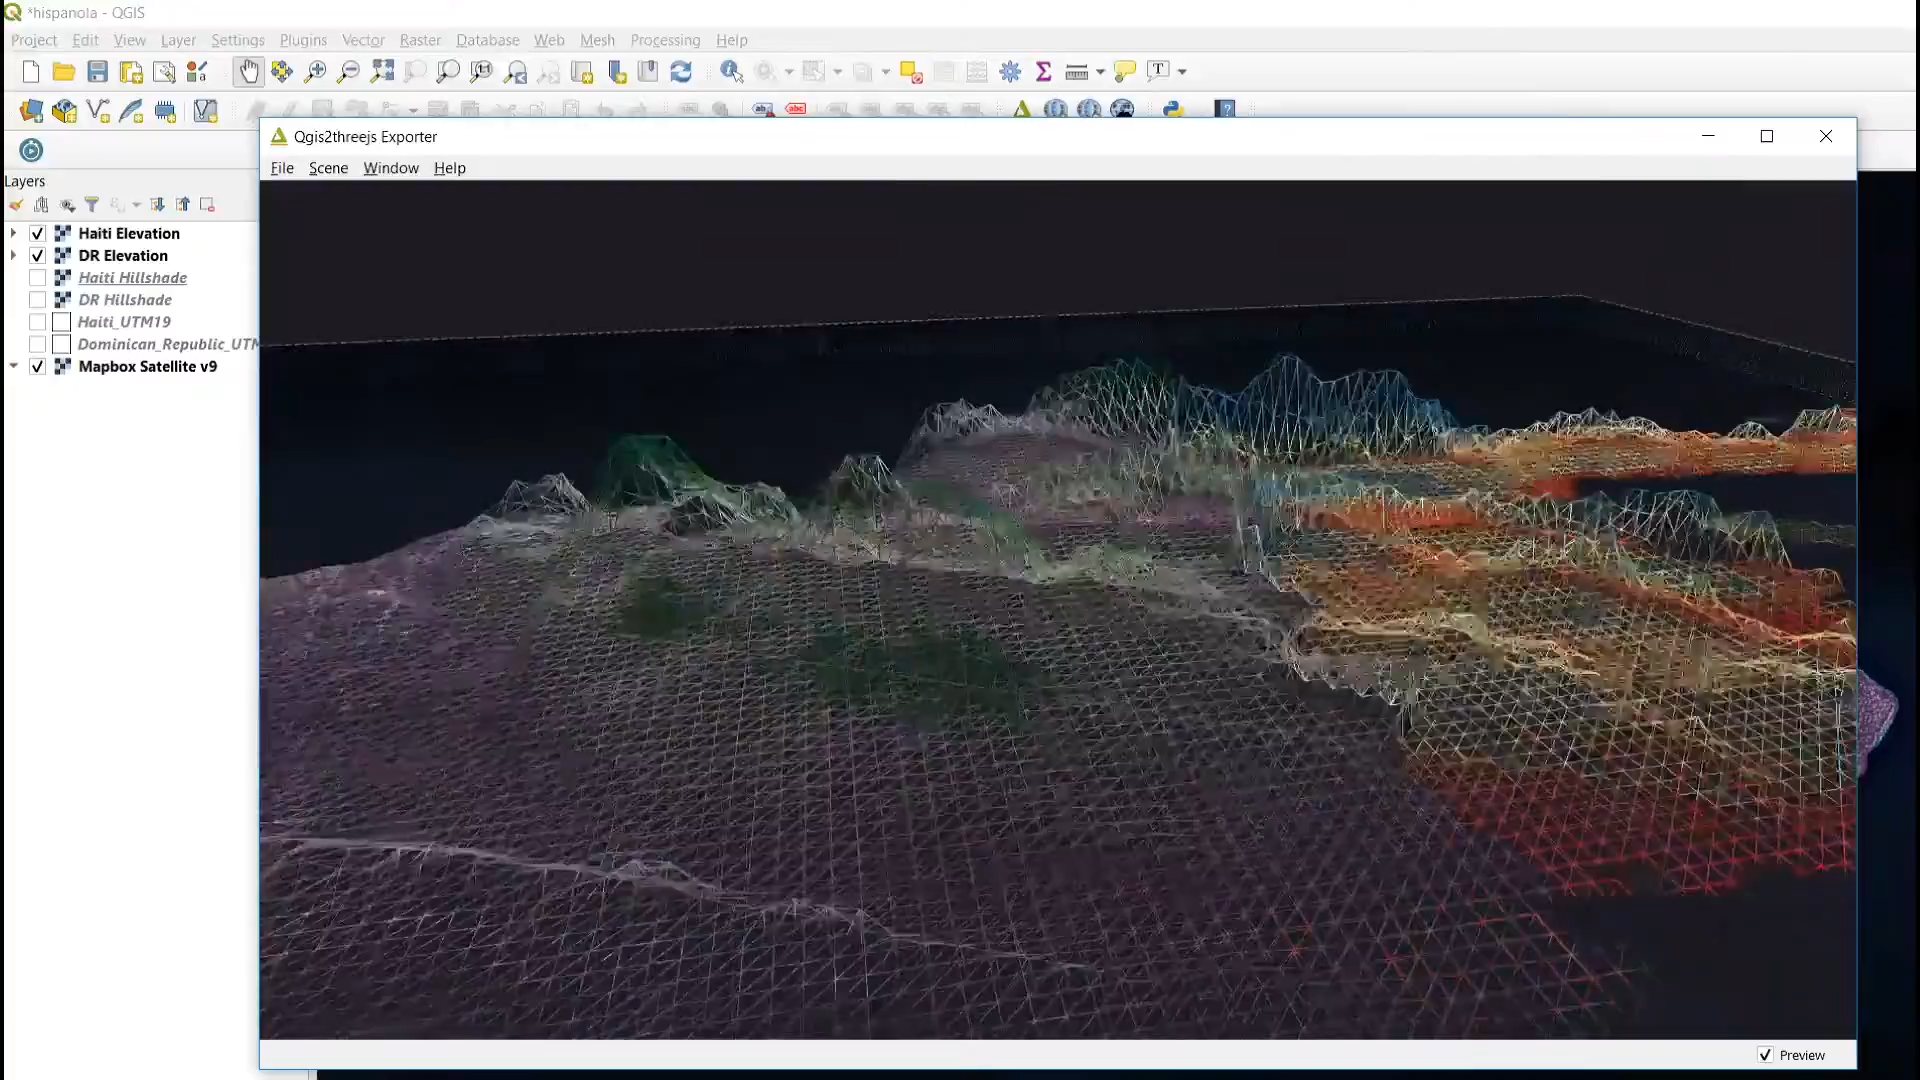 *hispanola - QGIS
Project Edit View Layer Settings Plugins Vector Raster Database Web Mesh Processing Help
Qgis2threejs Exporter
File Scene Window Help
Layers
Haiti Elevation
DR Elevation
Haiti Hillshade
DR Hillshade
Haiti_UTM19
Dominican_Republic_UTM
Mapbox Satellite v9
Preview